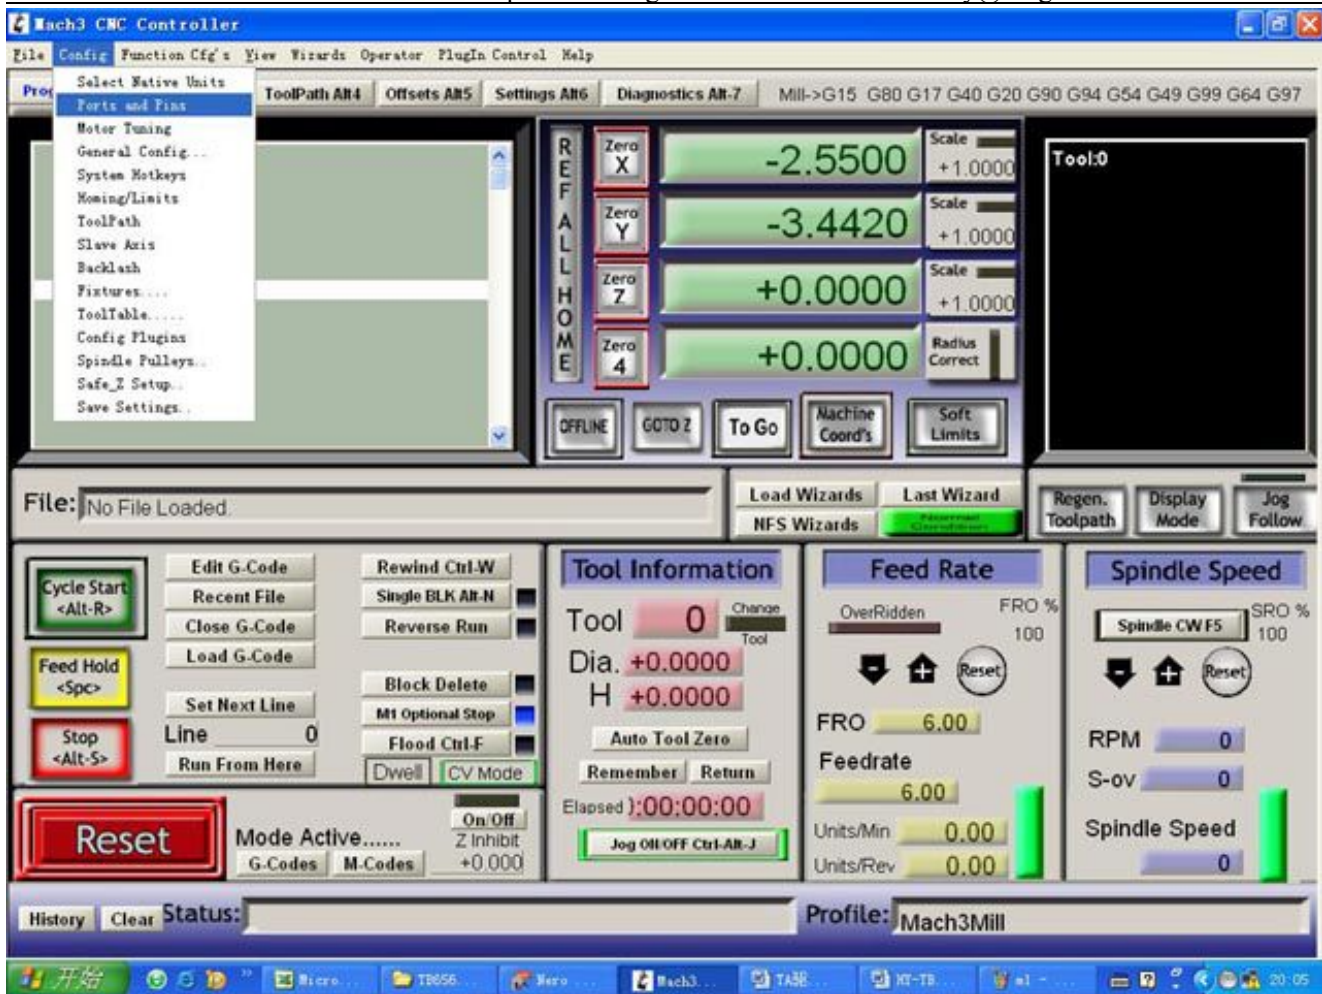 Mach3 CNC Controller
File Config Function Cfg's View Wizards Operator PlugIn Control Help
ToolPath Alt4 Offsets Alt5 Settings Alt6 Diagnostics Alt-7 Mill->G15 G80 G17 G40 G20 G90 G94 G54 G49 G99 G64 G97
Select Native Units
Ports and Pins
Motor Tuning
General Config...
System Hotkeys
Homing/Limits
ToolPath
Slave Axis
Backlash
Fixtures....
ToolTable.....
Config Plugins
Spindle Pulleys..
Safe_Z Setup..
Save Settings..
REF ALL HOME
Zero X -2.5500 Scale +1.0000
Zero Y -3.4420 Scale +1.0000
Zero Z +0.0000 Scale +1.0000
Zero 4 +0.0000 Radius Correct
OFFLINE GOTO Z To Go Machine Coord's Soft Limits
Tool:0
File: No File Loaded.
Load Wizards Last Wizard
NFS Wizards Normal Condition
Regen. Toolpath Display Mode Jog Follow
Cycle Start <Alt-R>
Feed Hold <Spc>
Stop <Alt-S>
Edit G-Code
Recent File
Close G-Code
Load G-Code
Set Next Line
Line 0
Run From Here
Rewind Ctrl-W
Single BLK Alt-N
Reverse Run
Block Delete
M1 Optional Stop
Flood Ctrl-F
Dwell CV Mode
Reset
Mode Active......
G-Codes M-Codes
On/Off
Z Inhibit
+0.000
Tool Information
Tool 0 Change Tool
Dia. +0.0000
H +0.0000
Auto Tool Zero
Remember Return
Elapsed ):00:00:00
Jog ON/OFF Ctrl-Alt-J
Feed Rate
OverRidden FRO %
100
Reset
FRO 6.00
Feedrate
6.00
Units/Min 0.00
Units/Rev 0.00
Spindle Speed
Spindle CW F5 SRO %
100
Reset
RPM 0
S-ov 0
Spindle Speed
0
History Clear Status: Profile: Mach3Mill
开始 Micro... TB656... Nero ... Mach3... 20:05